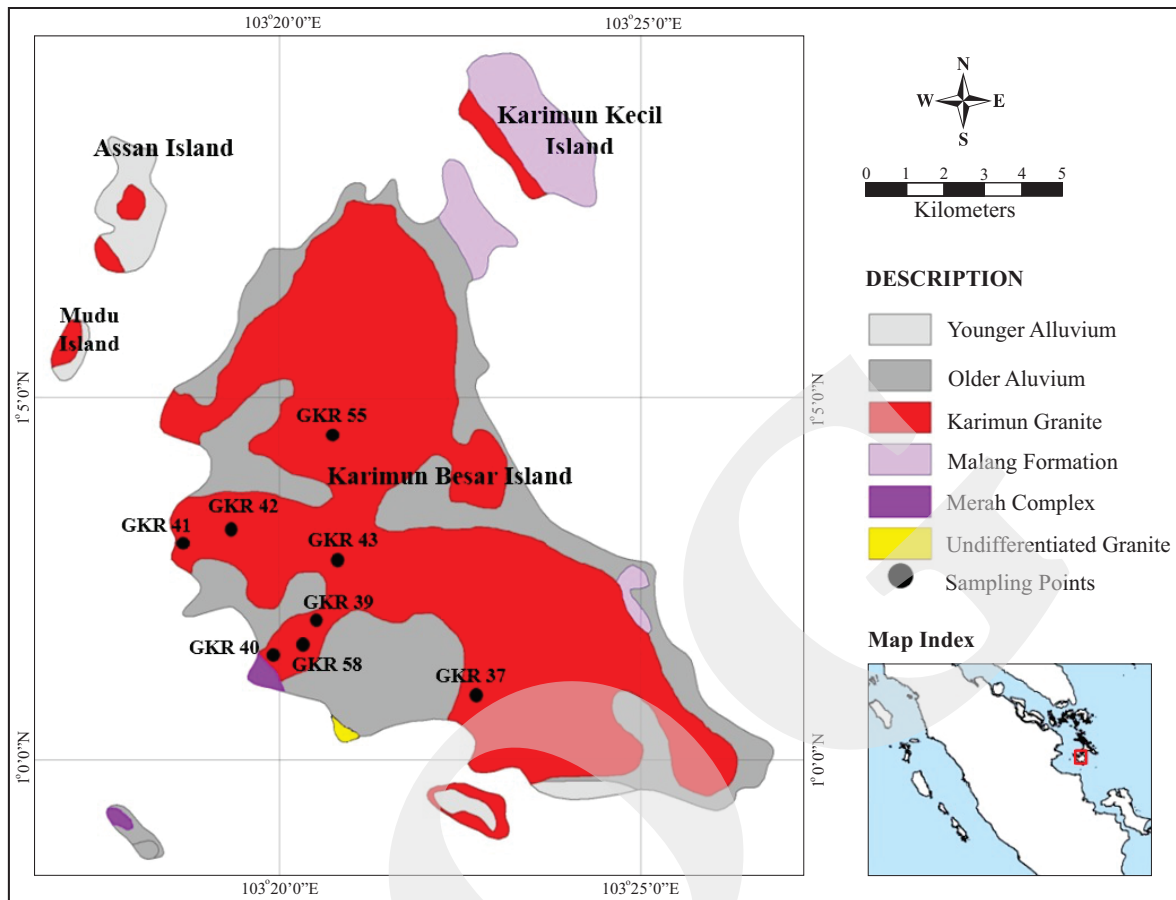 103°20'0"E
103°25'0"E
Karimun Kecil
Island
Assan Island
Mudu
Island
1°5'0"N
1°5'0"N
GKR 55
Karimun Besar Island
GKR 42
GKR 41
GKR 43
GKR 39
GKR 40
GKR 58
GKR 37
1°0'0"N
1°0'0"N
103°20'0"E
103°25'0"E
N
W
E
S
0 1 2 3 4 5
Kilometers
DESCRIPTION
Younger Alluvium
Older Aluvium
Karimun Granite
Malang Formation
Merah Complex
Undifferentiated Granite
Sampling Points
Map Index
G